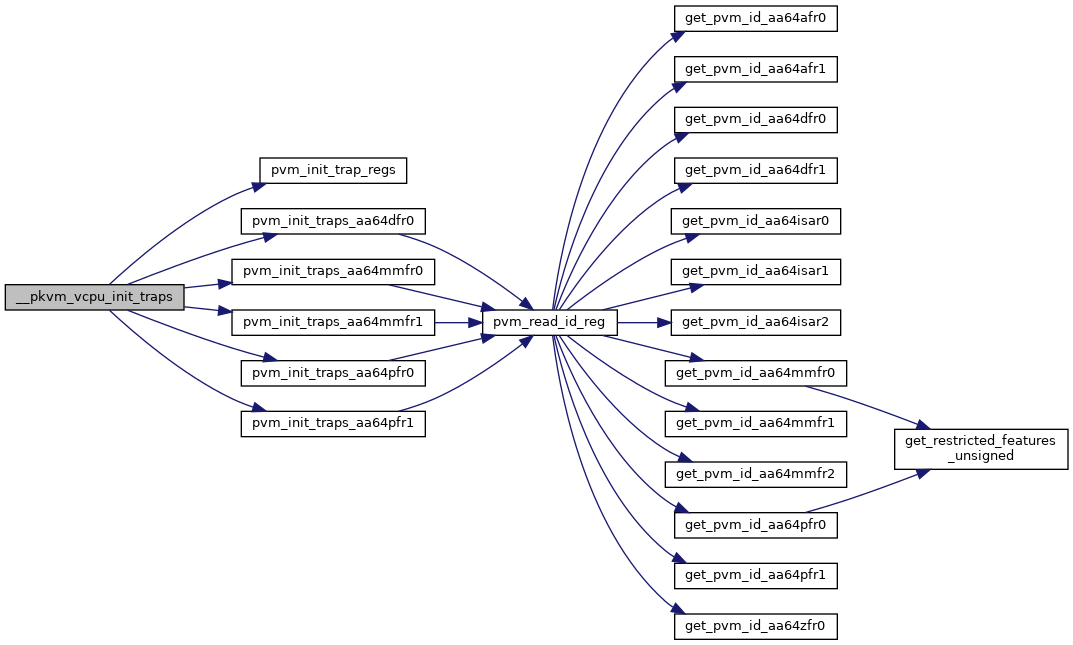 __pkvm_vcpu_init_traps
pvm_init_trap_regs
pvm_init_traps_aa64dfr0
pvm_init_traps_aa64mmfr0
pvm_init_traps_aa64mmfr1
pvm_init_traps_aa64pfr0
pvm_init_traps_aa64pfr1
pvm_read_id_reg
get_pvm_id_aa64afr0
get_pvm_id_aa64afr1
get_pvm_id_aa64dfr0
get_pvm_id_aa64dfr1
get_pvm_id_aa64isar0
get_pvm_id_aa64isar1
get_pvm_id_aa64isar2
get_pvm_id_aa64mmfr0
get_pvm_id_aa64mmfr1
get_pvm_id_aa64mmfr2
get_pvm_id_aa64pfr0
get_pvm_id_aa64pfr1
get_pvm_id_aa64zfr0
get_restricted_features
_unsigned